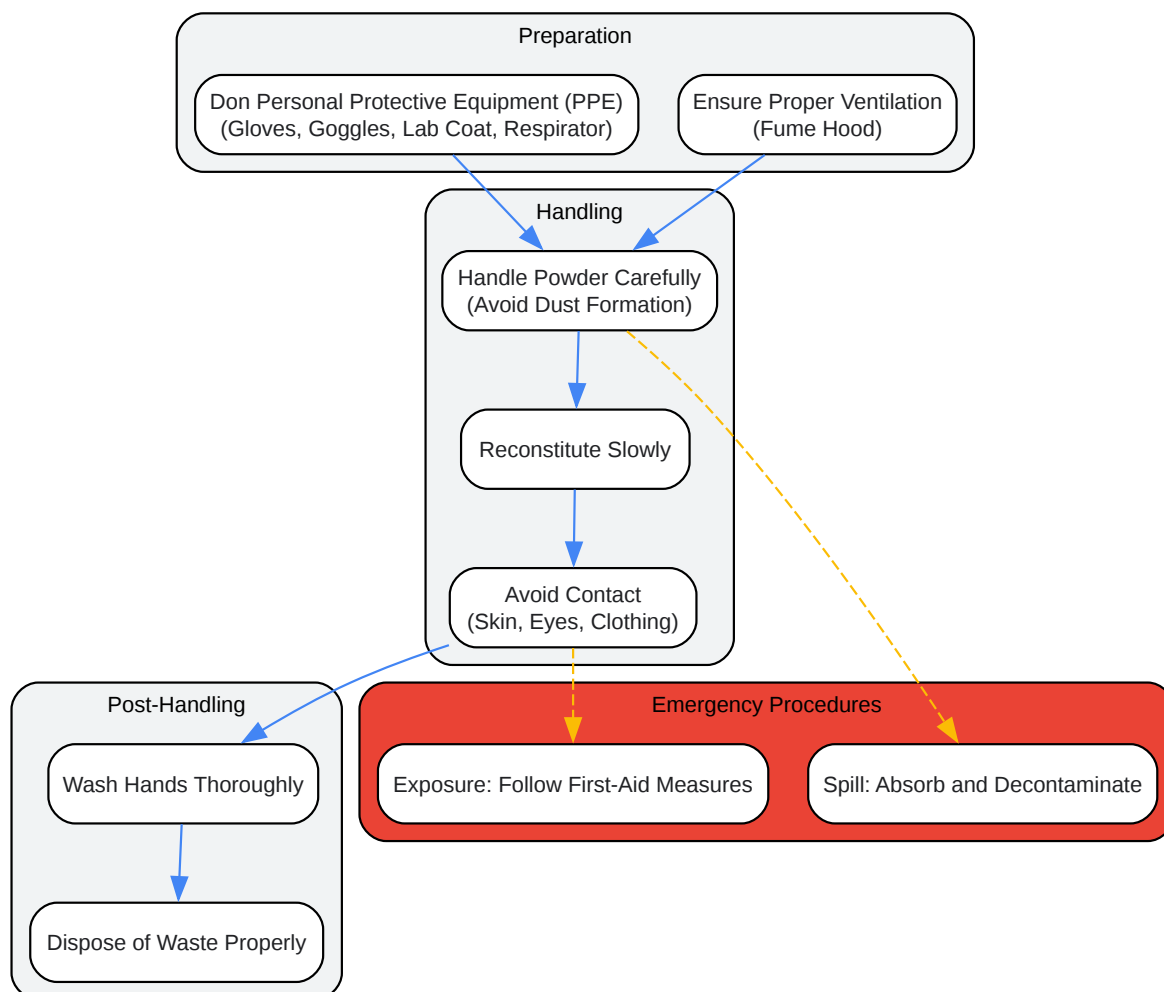 Preparation
Don Personal Protective Equipment (PPE)
(Gloves, Goggles, Lab Coat, Respirator)
Ensure Proper Ventilation
(Fume Hood)
Handling
Handle Powder Carefully
(Avoid Dust Formation)
Reconstitute Slowly
Avoid Contact
(Skin, Eyes, Clothing)
Post-Handling
Wash Hands Thoroughly
Dispose of Waste Properly
Emergency Procedures
Exposure: Follow First-Aid Measures
Spill: Absorb and Decontaminate